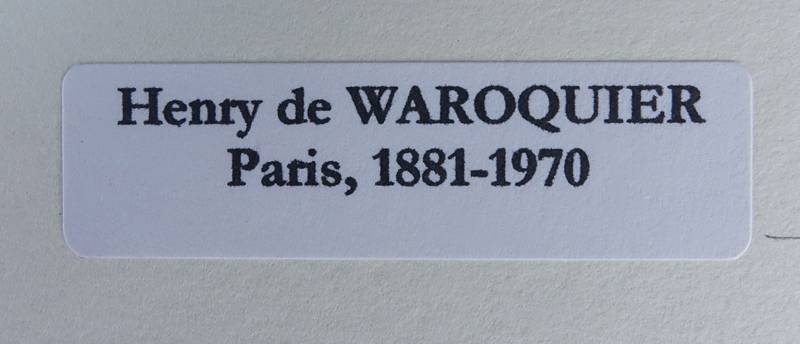 Henry de WAROQUIER
Paris, 1881-1970